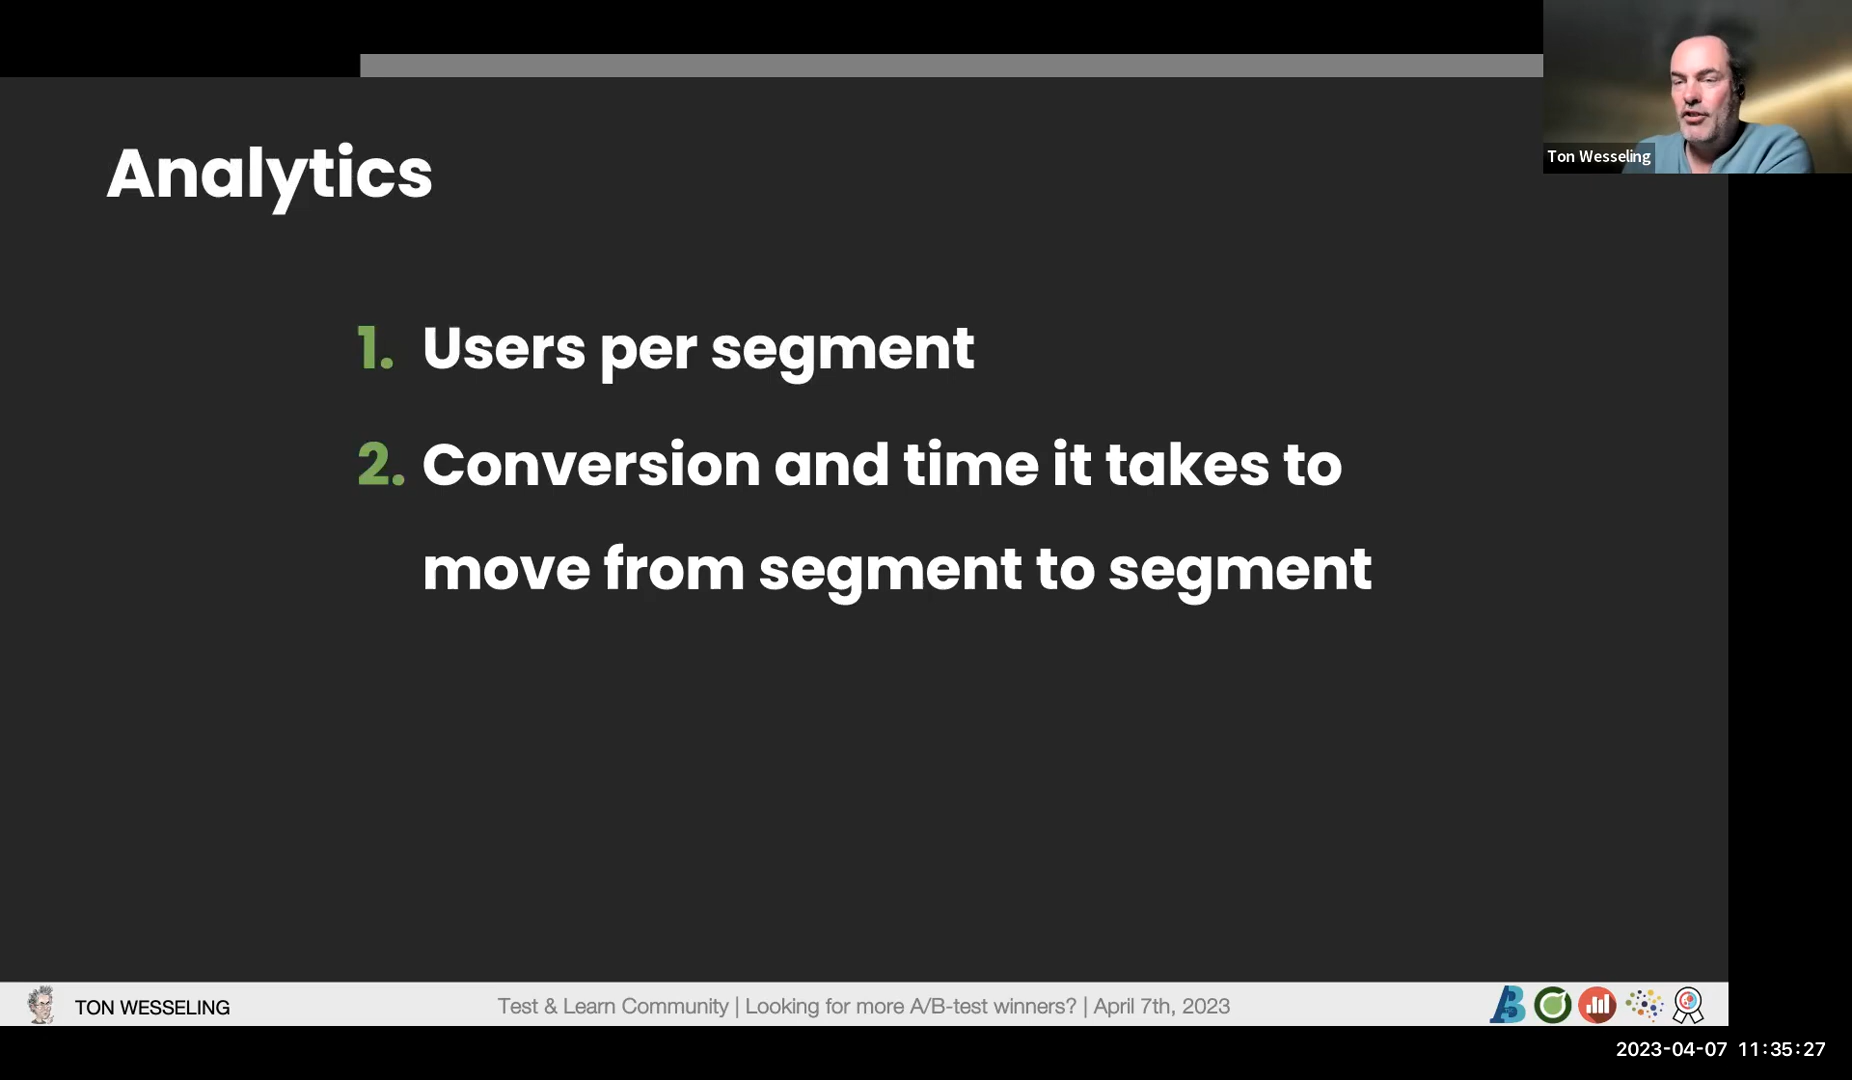 Ton Wesseling
Analytics
1. Users per segment
2. Conversion and time it takes to
move from segment to segment
TON WESSELING
Test & Learn Community | Looking for more A/B-test winners? | April 7th, 2023
2023-04-07 11:35:27